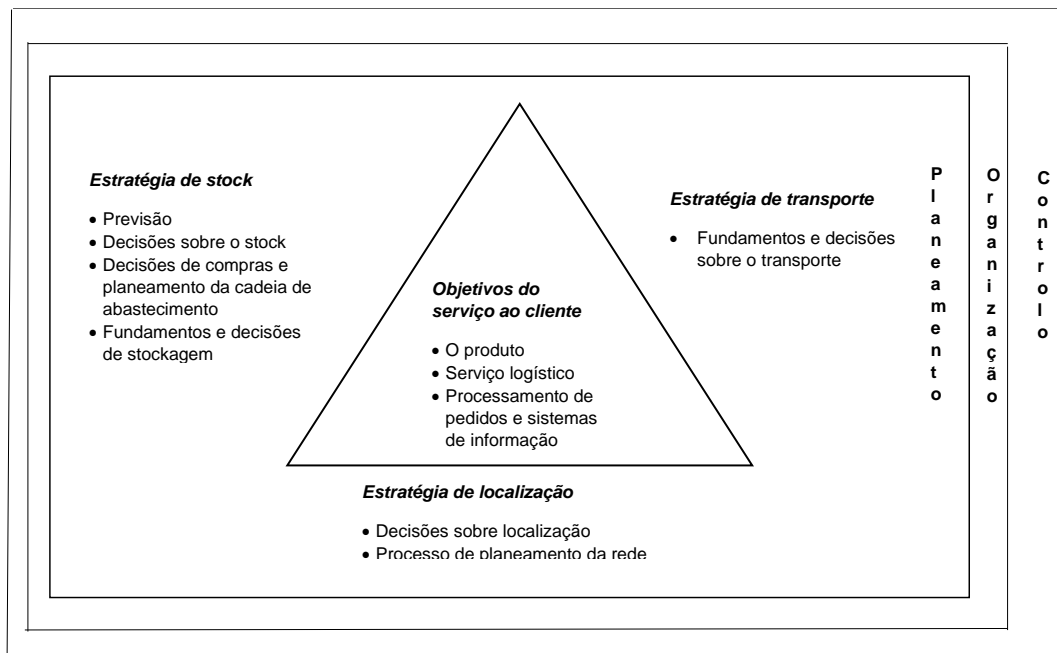 Estratégia de stock
• Previsão
• Decisões sobre o stock
• Decisões de compras e
planeamento da cadeia de
abastecimento
• Fundamentos e decisões
de stockagem
Objetivos do
serviço ao cliente
• O produto
• Serviço logístico
• Processamento de
pedidos e sistemas
de informação
Estratégia de transporte
• Fundamentos e decisões
sobre o transporte
Estratégia de localização
• Decisões sobre localização
• Processo de planeamento da rede
Planeamento
Organização
Controlo